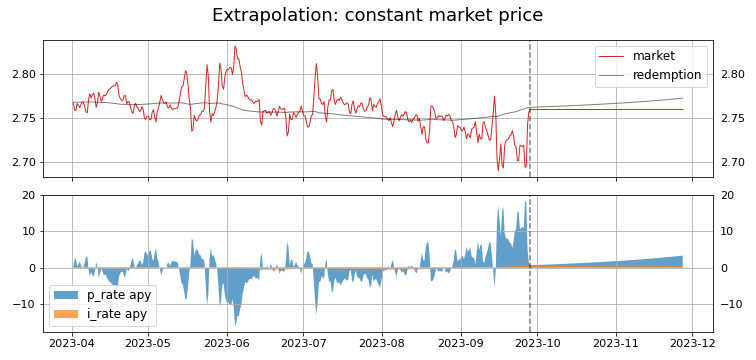 Extrapolation: constant market price
2.80
2.75
2.70
market
redemption
2.80
2.75
2.70
20
10
0
−10
p_rate apy
i_rate apy
20
10
0
−10
2023-04 2023-05 2023-06 2023-07 2023-08 2023-09 2023-10 2023-11 2023-12